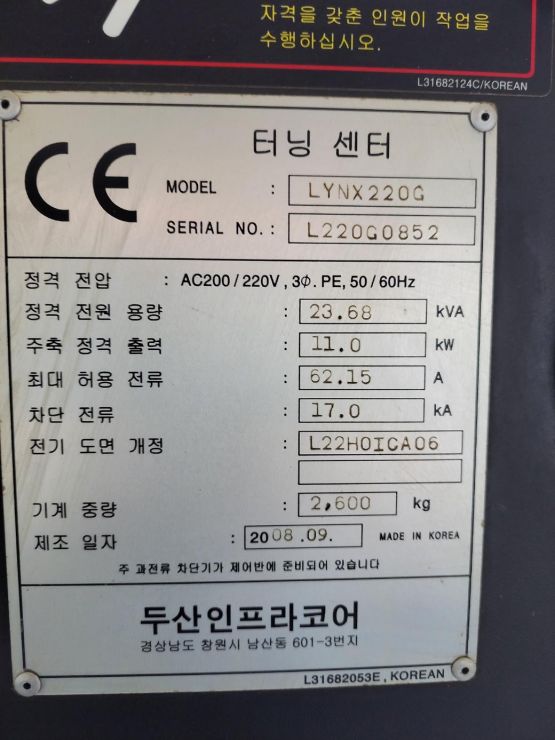 자격을 갖춘 인원이 작업을
수행하십시오.
L31682124C/KOREAN
CE
터닝 센터
MODEL : LYNX220G
SERIAL NO. : L220G0852
정격 전압 : AC200/220V, 3Φ. PE, 50/60Hz
정격 전원 용량 : 23.68 kVA
주축 정격 출력 : 11.0 kW
최대 허용 전류 : 62.15 A
차단 전류 : 17.0 kA
전기 도면 개정 : L22H0ICA06
기계 중량 : 2,600 kg
제조 일자 : 2008.09. MADE IN KOREA
주 과전류 차단기가 제어반에 준비되어 있습니다
두산인프라코어
경상남도 창원시 남산동 601-3번지
L31682053E, KOREAN